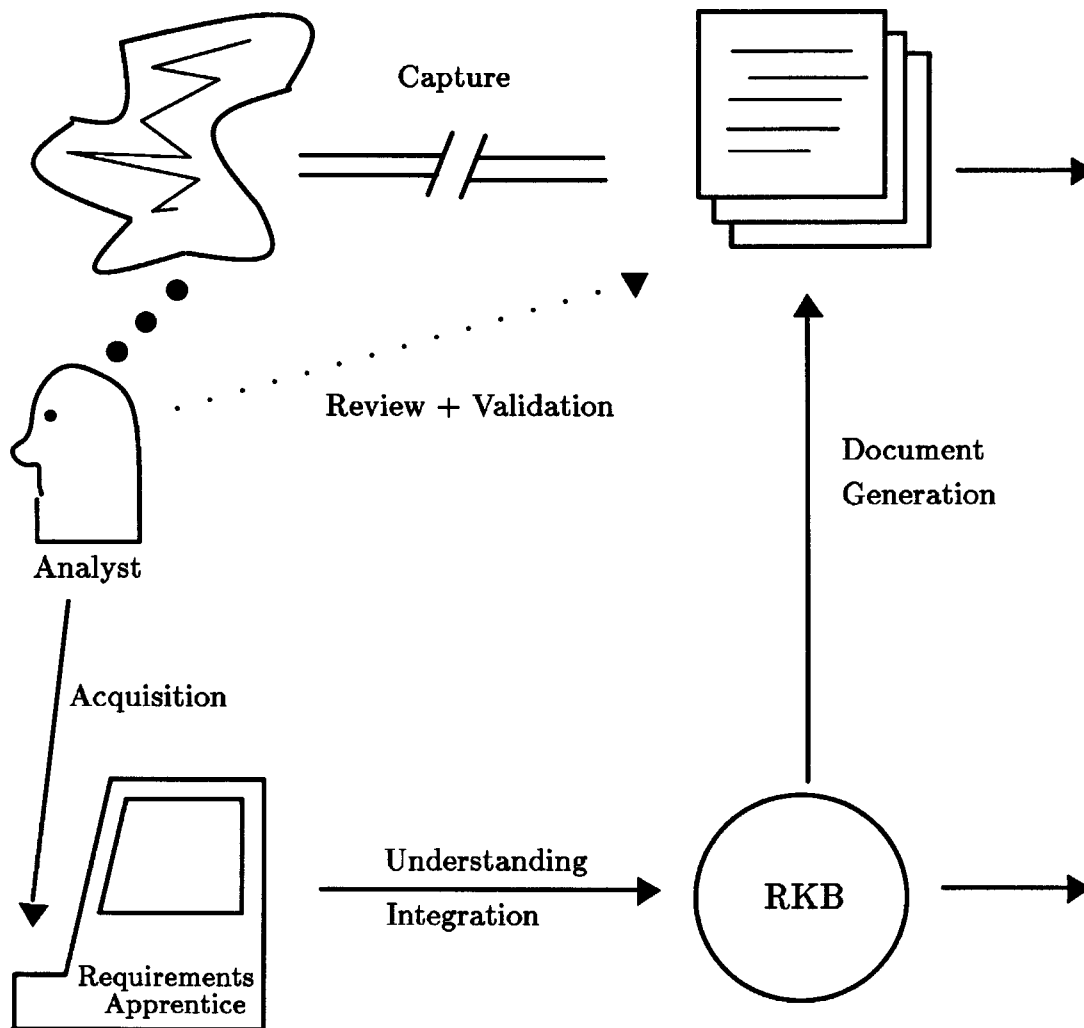 Capture
Review + Validation
Document
Generation
Analyst
Acquisition
Understanding
Integration
RKB
Requirements
Apprentice